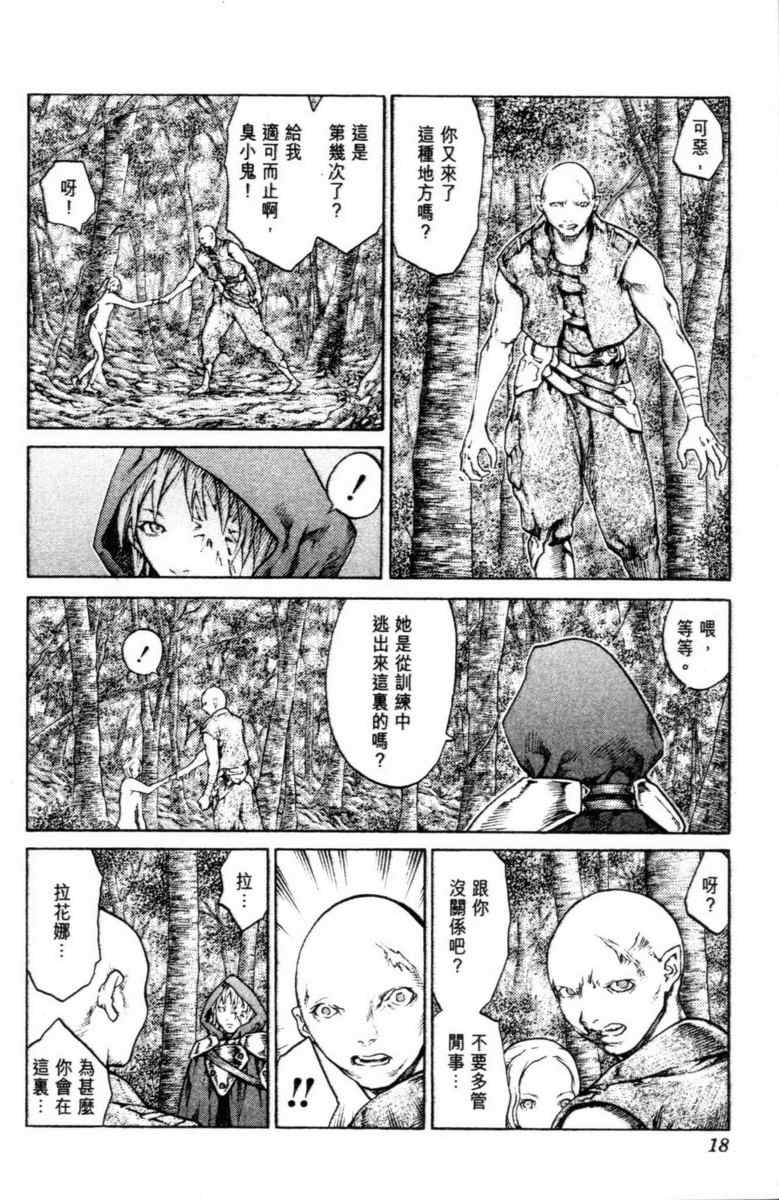 可惡，
你又來了
這種地方嗎？
這是
第幾次了？
給我
適可而止啊，
臭小鬼！
呀！
！
喂，
等等。
她是從訓練中
逃出來這裏的嗎？
！
呀？
跟你
沒關係吧？
不要多管
閒事…
!!
拉…
拉花娜…
為甚麼
你會在
這裏…
18